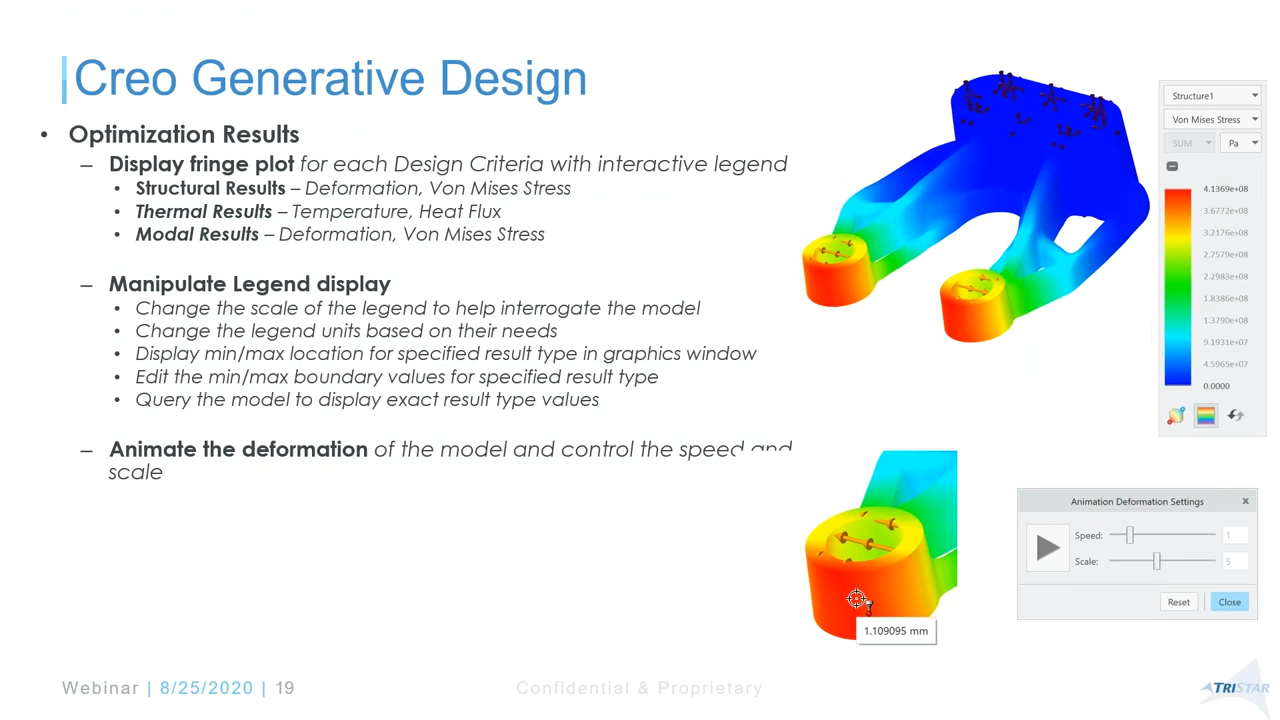 Creo Generative Design
• Optimization Results
– Display fringe plot for each Design Criteria with interactive legend
• Structural Results – Deformation, Von Mises Stress
• Thermal Results – Temperature, Heat Flux
• Modal Results – Deformation, Von Mises Stress
– Manipulate Legend display
• Change the scale of the legend to help interrogate the model
• Change the legend units based on their needs
• Display min/max location for specified result type in graphics window
• Edit the min/max boundary values for specified result type
• Query the model to display exact result type values
– Animate the deformation of the model and control the speed and
scale
Structure1
Von Mises Stress
SUM Pa
4.1369e+08
3.6772e+08
3.2176e+08
2.7579e+08
2.2983e+08
1.8386e+08
1.3790e+08
9.1931e+07
4.5965e+07
0.0000
1.109095 mm
Animation Deformation Settings
Speed: 1
Scale: 5
Reset Close
Webinar | 8/25/2020 | 19
Confidential & Proprietary
TRISTAR